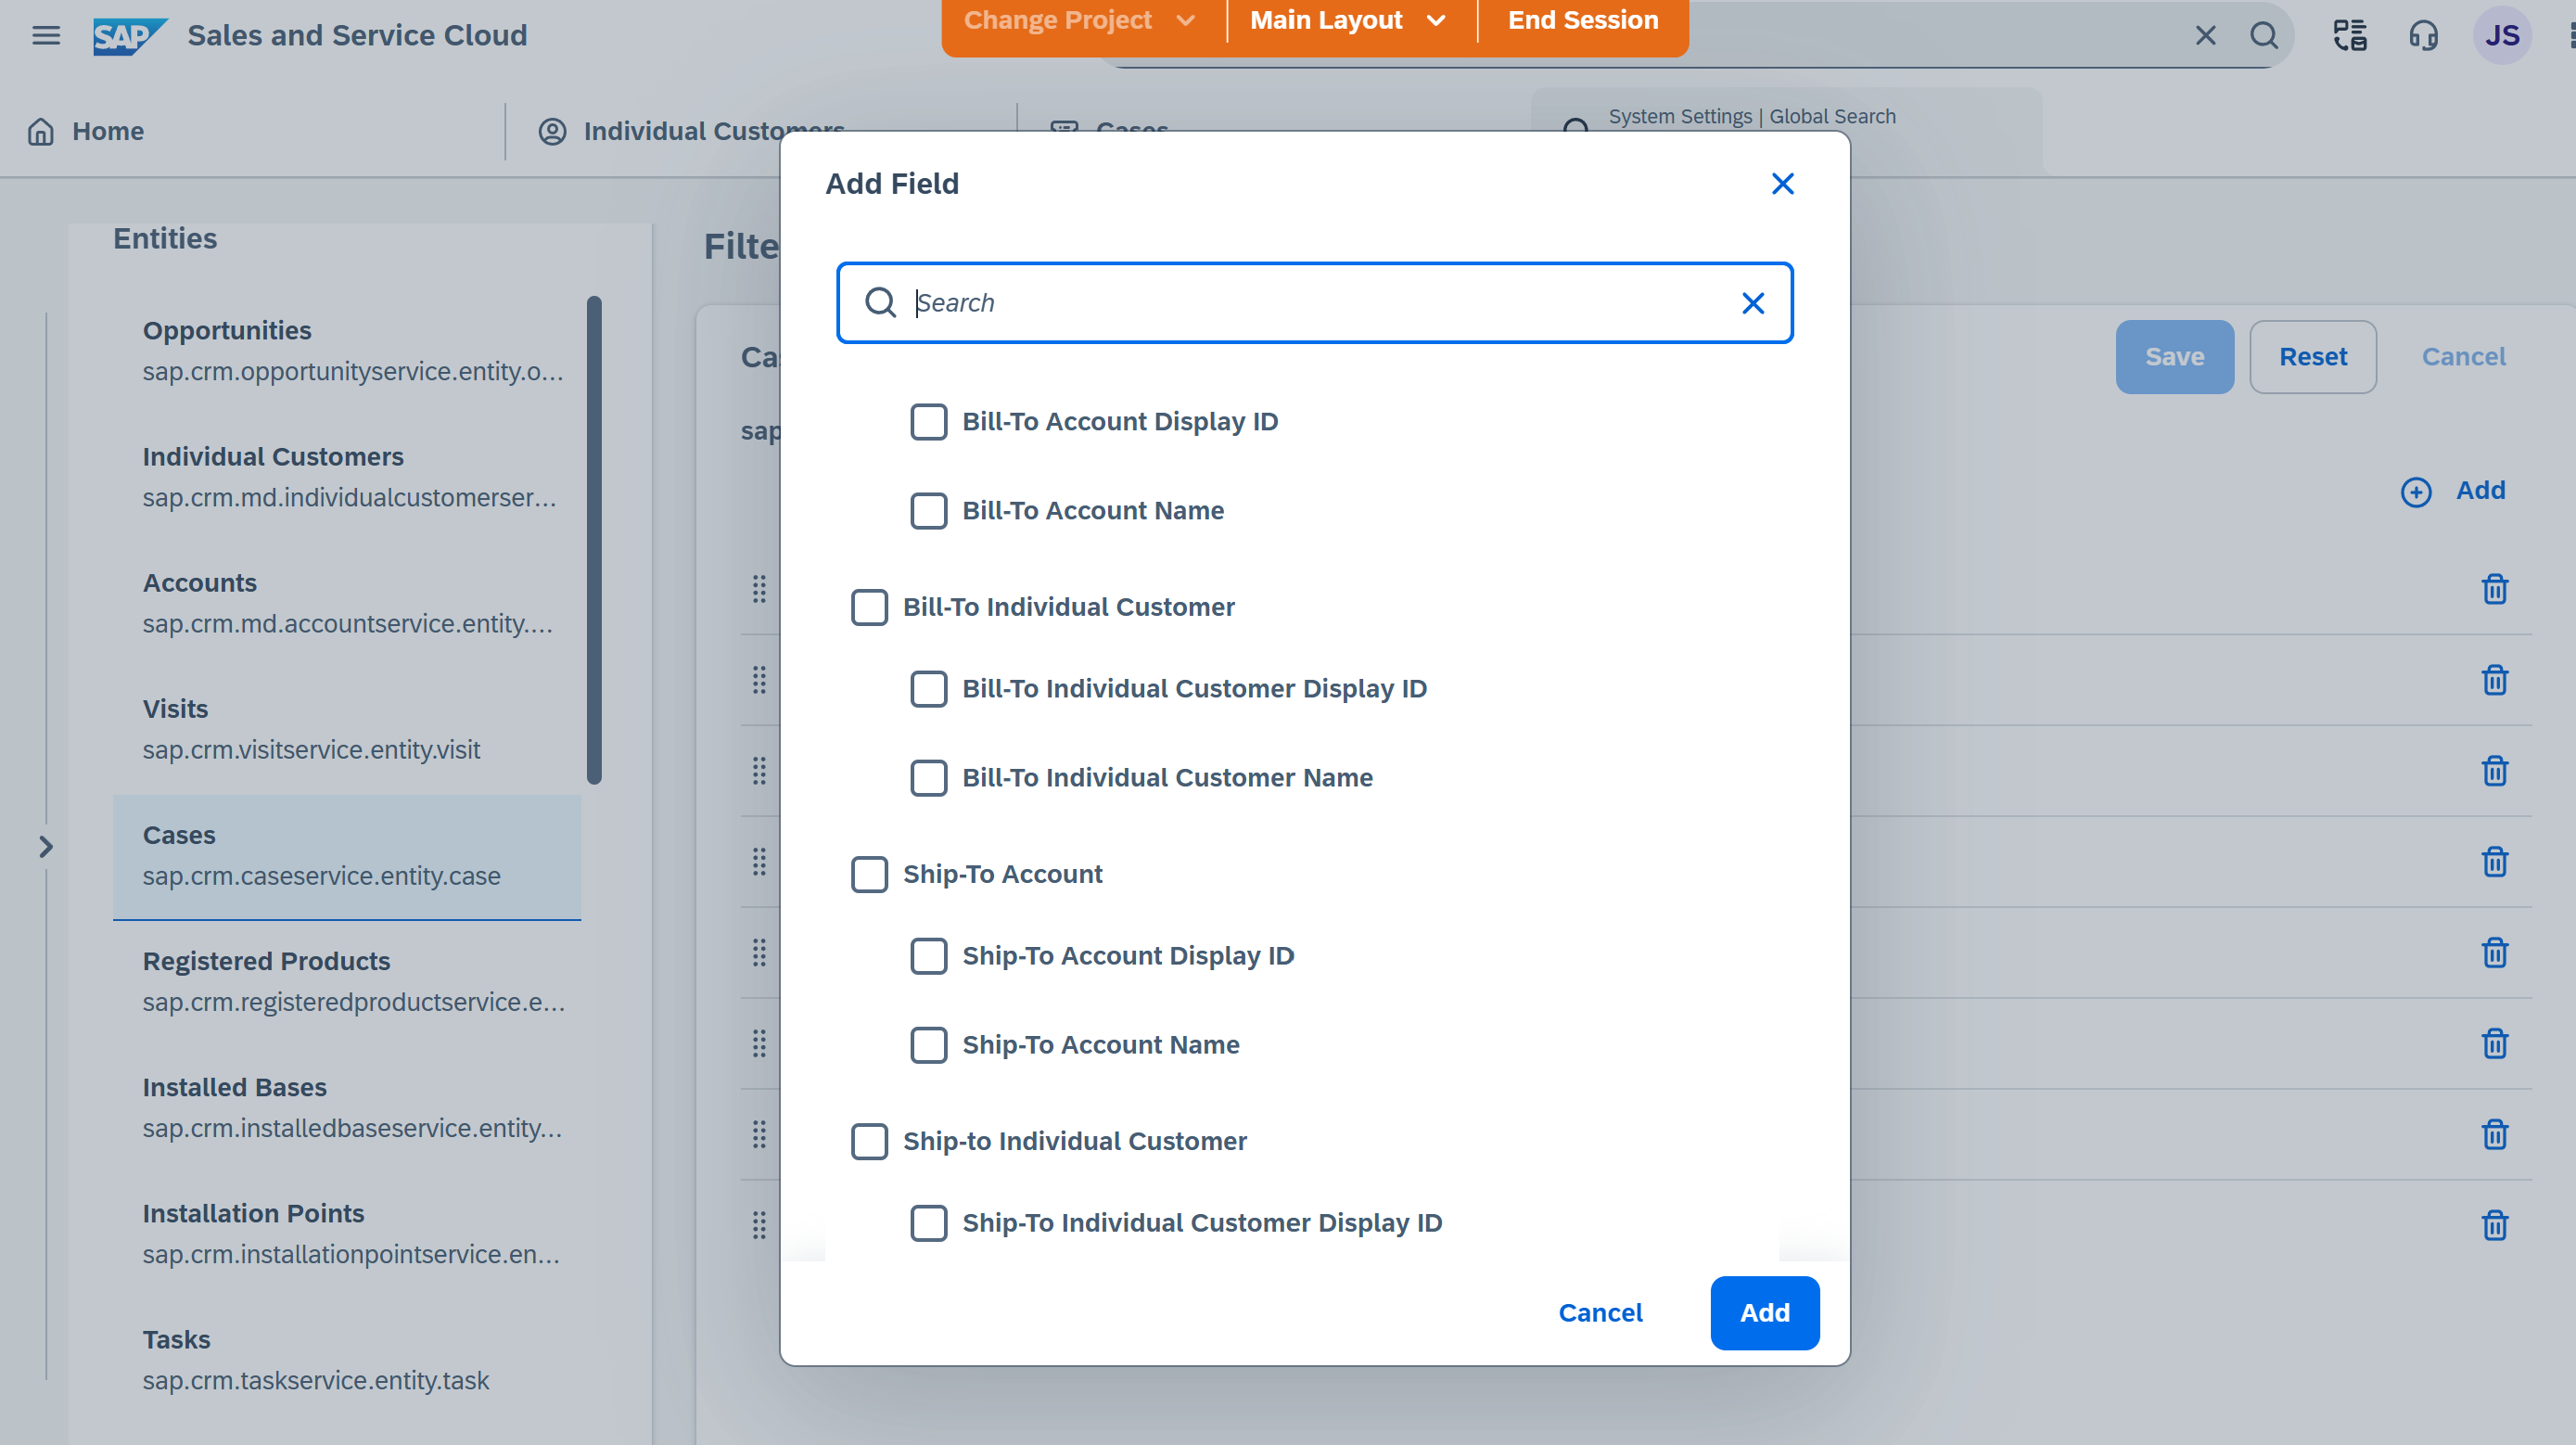 SAP Sales and Service Cloud
Change Project
Main Layout
End Session
JS
Home
Individual Customers
Cases
System Settings | Global Search
Entities
Opportunities
sap.crm.opportunityservice.entity.o...
Individual Customers
sap.crm.md.individualcustomerser...
Accounts
sap.crm.md.accountservice.entity....
Visits
sap.crm.visitservice.entity.visit
Cases
sap.crm.caseservice.entity.case
Registered Products
sap.crm.registeredproductservice.e...
Installed Bases
sap.crm.installedbaseservice.entity...
Installation Points
sap.crm.installationpointservice.en...
Tasks
sap.crm.taskservice.entity.task
Filte
Cas
sap
Save
Reset
Cancel
Add
Add Field
Search
Bill-To Account Display ID
Bill-To Account Name
Bill-To Individual Customer
Bill-To Individual Customer Display ID
Bill-To Individual Customer Name
Ship-To Account
Ship-To Account Display ID
Ship-To Account Name
Ship-to Individual Customer
Ship-To Individual Customer Display ID
Cancel
Add